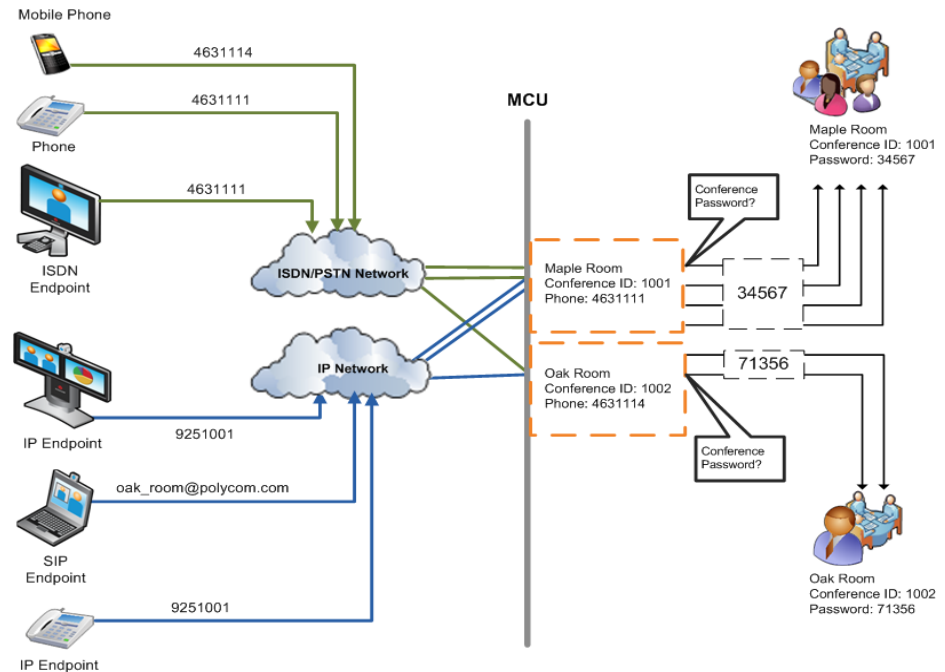 Mobile Phone
4631114
4631111
Phone
4631111
ISDN
Endpoint
ISDN/PSTN Network
IP Network
IP Endpoint
9251001
oak_room@polycom.com
SIP
Endpoint
9251001
IP Endpoint
MCU
Maple Room
Conference ID: 1001
Phone: 4631111
Oak Room
Conference ID: 1002
Phone: 4631114
Conference
Password?
34567
71356
Conference
Password?
Maple Room
Conference ID: 1001
Password: 34567
Oak Room
Conference ID: 1002
Password: 71356